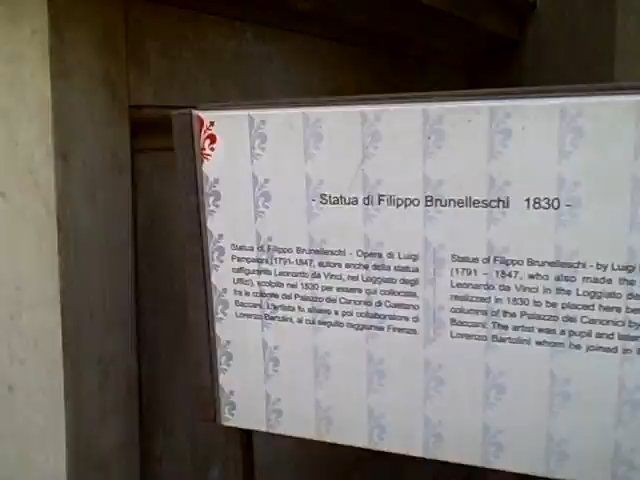 - Statua di Filippo Brunelleschi 1830 -
Statua di Filippo Brunelleschi - Opera di Luigi
Pampaloni (1791-1847, autore anche della statua
raffigurante Leonardo da Vinci, nel Loggiato degli
Uffizi), scolpita nel 1830 per essere qui collocata,
tra le colonne del Palazzo dei Canonici di Gaetano
Baccani. L'artista fu allievo e poi collaboratore di
Lorenzo Bartolini, al cui seguito raggiunse Firenze.
Statue of Filippo Brunelleschi - by Luigi
(1791 - 1847, who also made the
Leonardo da Vinci in the Loggiato d
realized in 1830 to be placed here be
columns of the Palazzo dei Canonici b
Baccani. The artist was a pupil and later
Lorenzo Bartolini whom he joined in